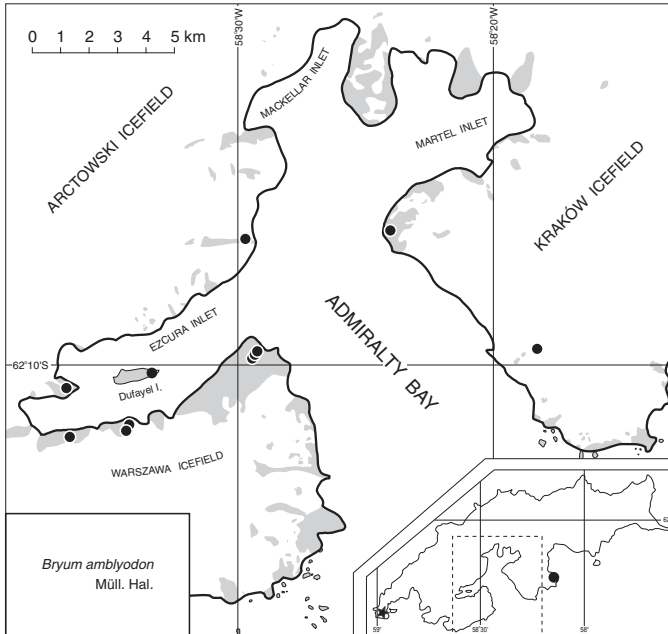 58°30'W
58°20'W
0 1 2 3 4 5 km
MACKELLAR INLET
ARCTOWSKI ICEFIELD
MARTEL INLET
KRAKÓW ICEFIELD
EZCURA INLET
ADMIRALTY BAY
62°10'S
Dufayel I.
WARSZAWA ICEFIELD
Bryum amblyodon
Müll. Hal.
62
59°
58°30'
58°